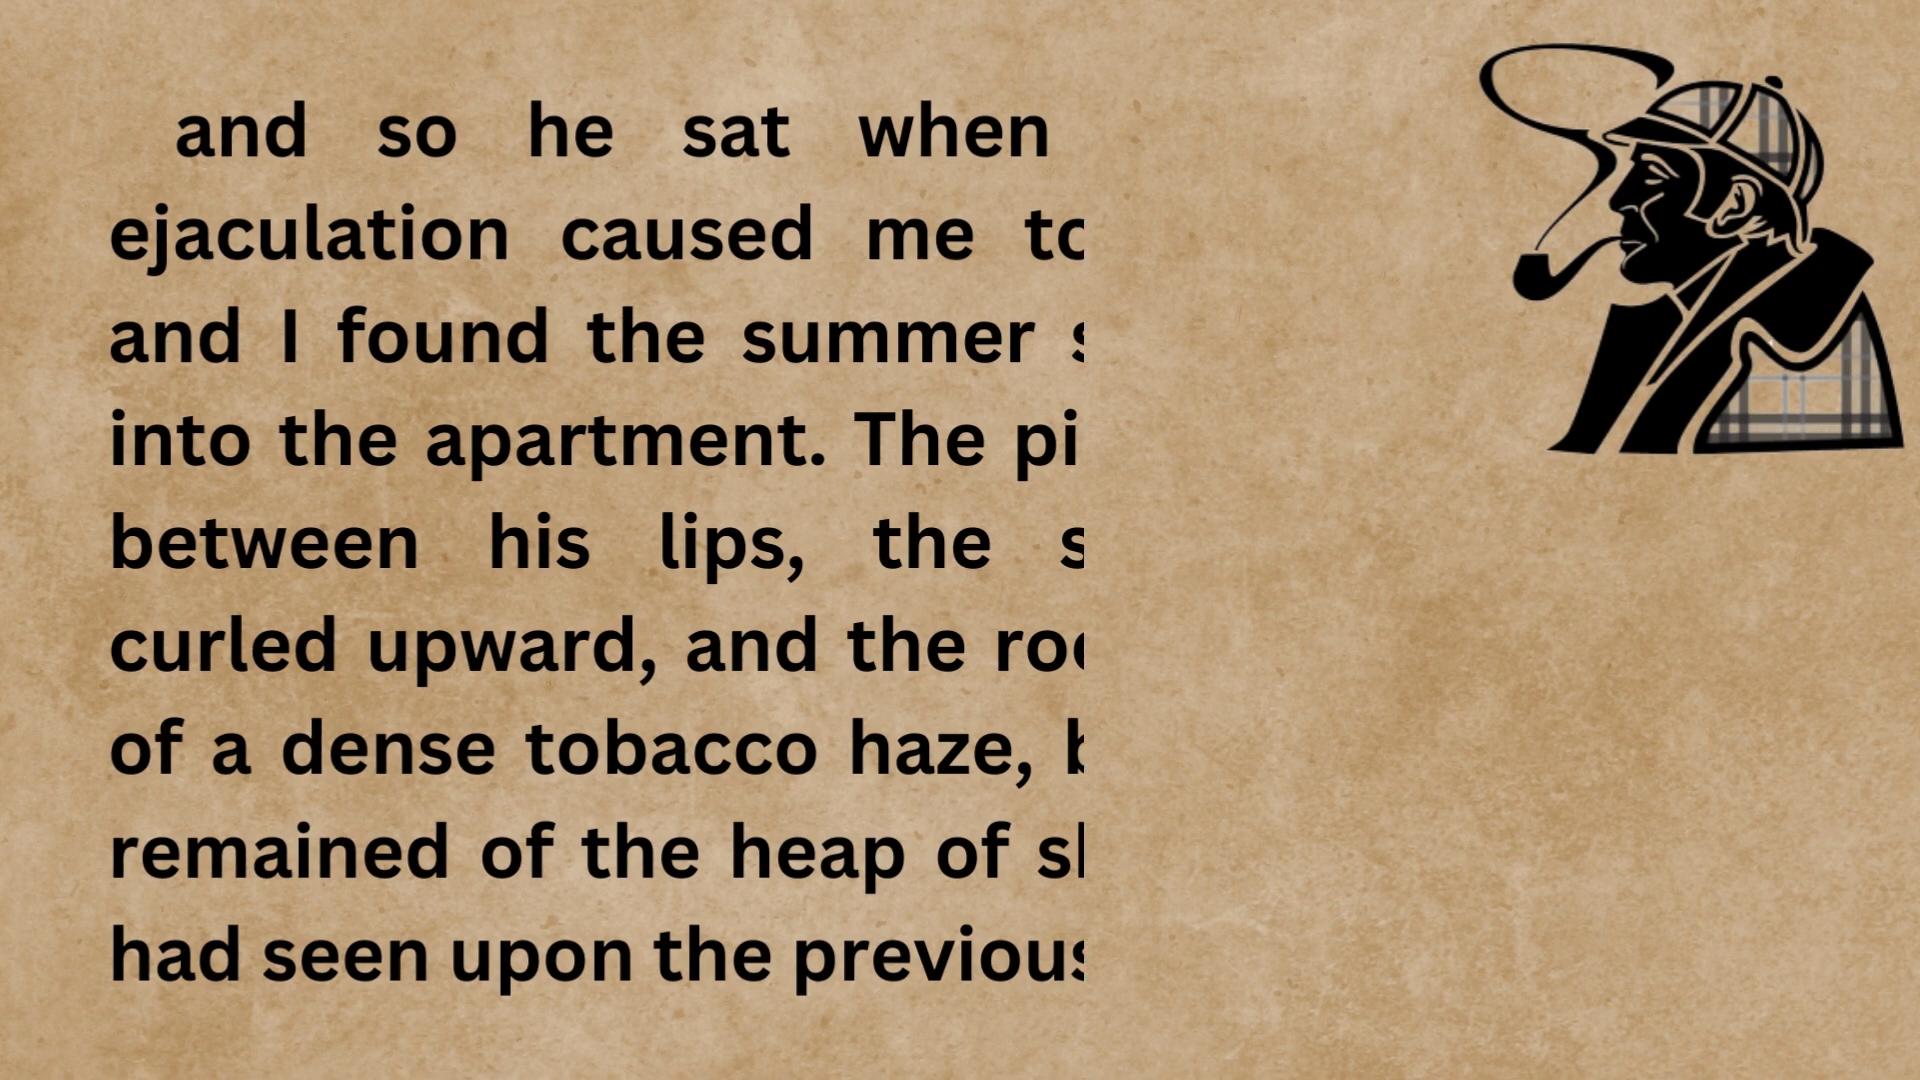 and so he sat when
ejaculation caused me
and I found the summer
into the apartment. The
between his lips, the
curled upward, and the
of a dense tobacco haze,
remained of the heap of
had seen upon the previous